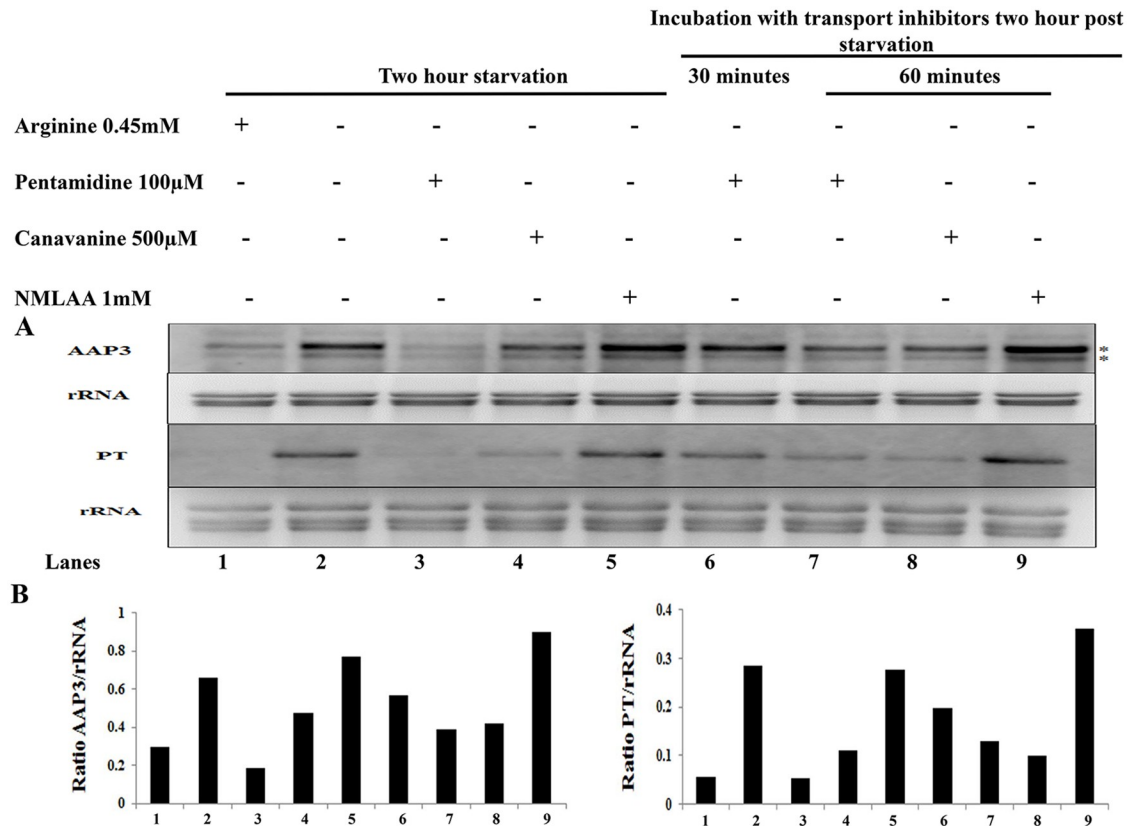 Incubation with transport inhibitors two hour post
starvation
Two hour starvation 30 minutes 60 minutes
Arginine 0.45mM + - - - - - - - -
Pentamidine 100µM - - + - - + + - -
Canavanine 500µM - - - + - - - + -
NMLAA 1mM - - - - + - - - +
A
AAP3 *
*
rRNA
PT
rRNA
Lanes 1 2 3 4 5 6 7 8 9
B
Ratio AAP3/rRNA
1
0.8
0.6
0.4
0.2
0
1 2 3 4 5 6 7 8 9
Ratio PT/rRNA
0.4
0.3
0.2
0.1
0
1 2 3 4 5 6 7 8 9